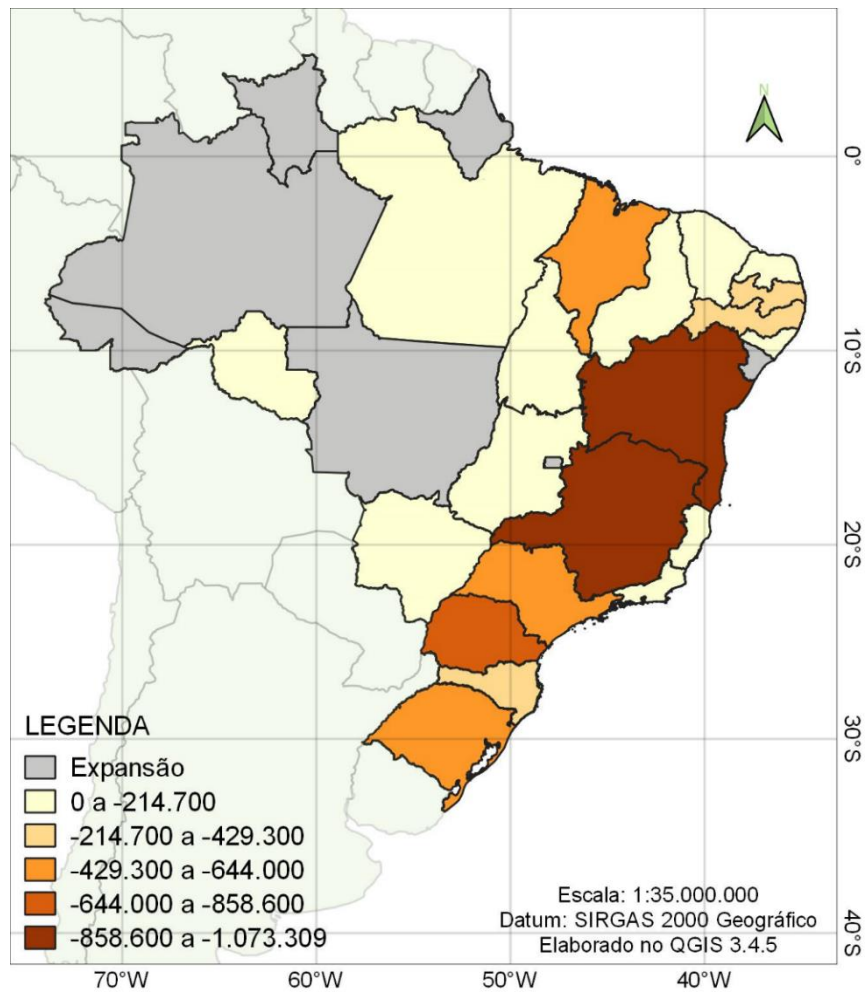 N
0°
10°S
20°S
30°S
40°S
LEGENDA
Expansão
0 a -214.700
-214.700 a -429.300
-429.300 a -644.000
-644.000 a -858.600
-858.600 a -1.073.309
Escala: 1:35.000.000
Datum: SIRGAS 2000 Geográfico
Elaborado no QGIS 3.4.5
70°W 60°W 50°W 40°W